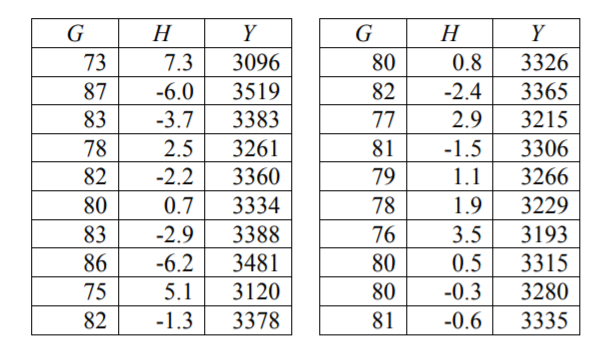 G H Y
73 7.3 3096
87 -6.0 3519
83 -3.7 3383
78 2.5 3261
82 -2.2 3360
80 0.7 3334
83 -2.9 3388
86 -6.2 3481
75 5.1 3120
82 -1.3 3378
G H Y
80 0.8 3326
82 -2.4 3365
77 2.9 3215
81 -1.5 3306
79 1.1 3266
78 1.9 3229
76 3.5 3193
80 0.5 3315
80 -0.3 3280
81 -0.6 3335